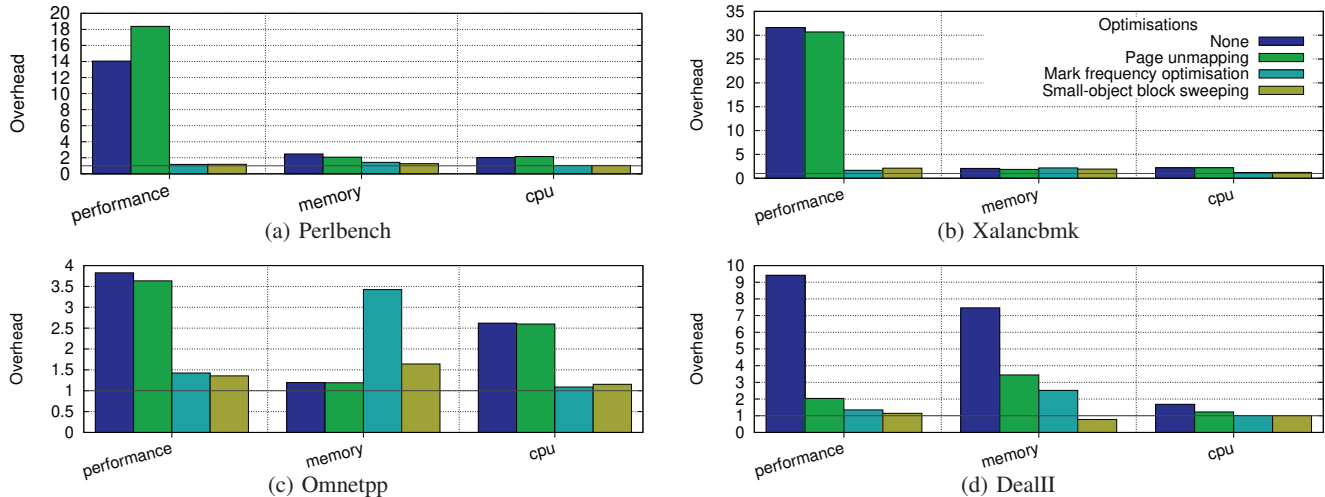 Overhead
20
18
16
14
12
10
8
6
4
2
0
performance
memory
cpu
(a) Perlbench
Overhead
35
30
25
20
15
10
5
0
Optimisations
None
Page unmapping
Mark frequency optimisation
Small-object block sweeping
performance
memory
cpu
(b) Xalancbmk
Overhead
4
3.5
3
2.5
2
1.5
1
0.5
0
performance
memory
cpu
(c) Omnetpp
Overhead
10
9
8
7
6
5
4
3
2
1
0
performance
memory
cpu
(d) DealII